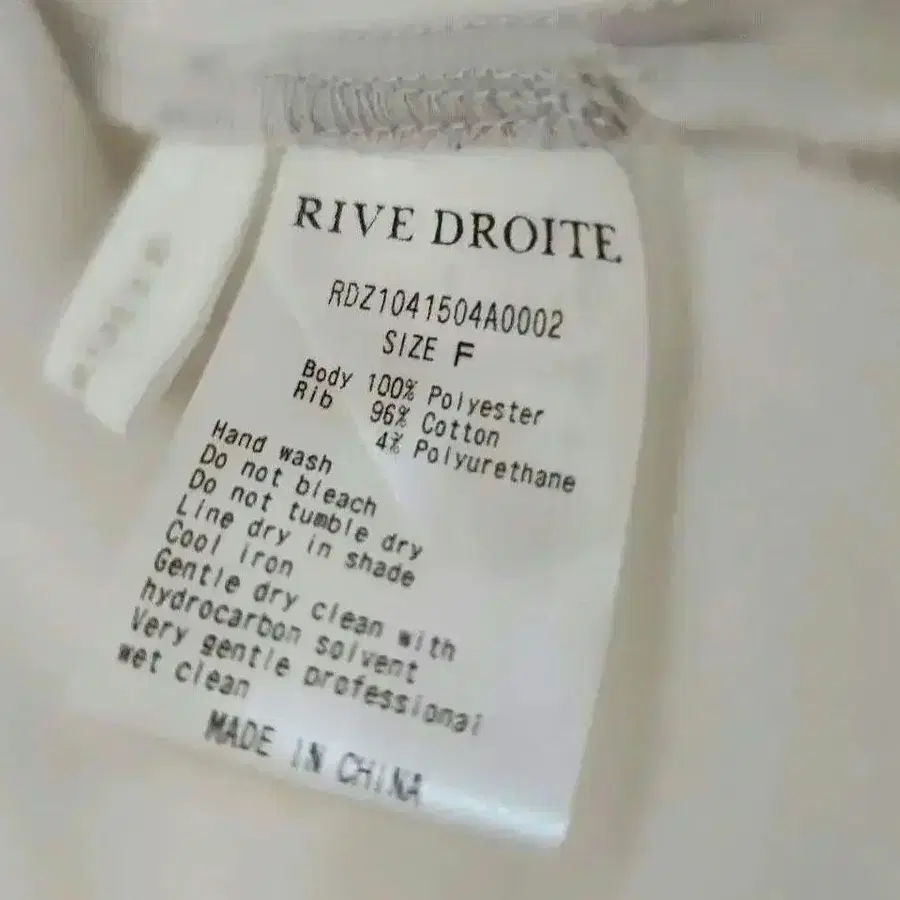 RIVE DROITE
RDZ1041504A0002
SIZE F
Body 100% Polyester
Rib 96% Cotton
4% Polyurethane
Hand wash
Do not bleach
Do not tumble dry
Line dry in shade
Cool iron
Gentle dry clean with
hydrocarbon solvent
Very gentle professional
wet clean
MADE IN CHINA